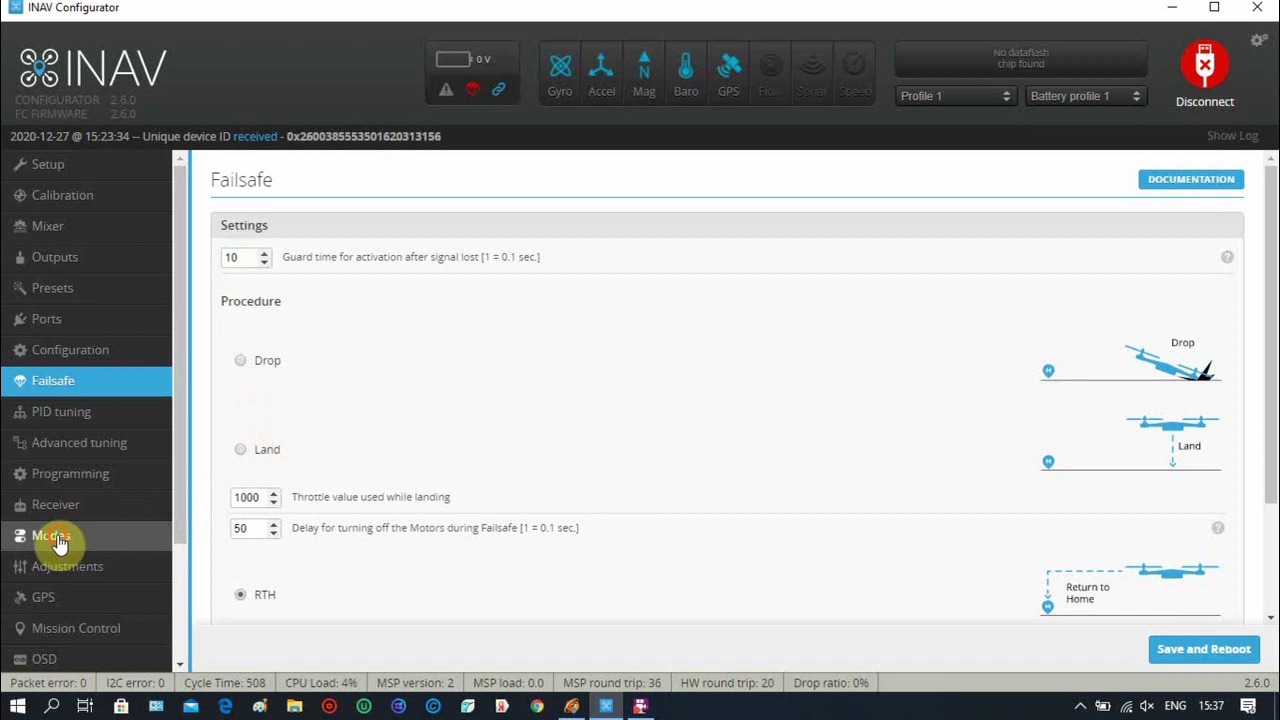 INAV Configurator
INAV
CONFIGURATOR 2.6.0
FC FIRMWARE 2.6.0
0 V
Gyro
Accel
Mag
Baro
GPS
Flow
Sonar
Speed
No dataflash
chip found
Profile 1
Battery profile 1
Disconnect
2020-12-27 @ 15:23:34 -- Unique device ID received - 0x2600385553501620313156
Show Log
Setup
Calibration
Mixer
Outputs
Presets
Ports
Configuration
Failsafe
PID tuning
Advanced tuning
Programming
Receiver
Modes
Adjustments
GPS
Mission Control
OSD
Failsafe
DOCUMENTATION
Settings
10 Guard time for activation after signal lost [1 = 0.1 sec.]
?
Procedure
Drop
Drop
H
Land
Land
H
1000 Throttle value used while landing
50 Delay for turning off the Motors during Failsafe [1 = 0.1 sec.]
?
RTH
Return to
Home
H
Save and Reboot
Packet error: 0 I2C error: 0 Cycle Time: 508 CPU Load: 4% MSP version: 2 MSP load: 0.0 MSP round trip: 36 HW round trip: 20 Drop ratio: 0% 2.6.0
ENG 15:37